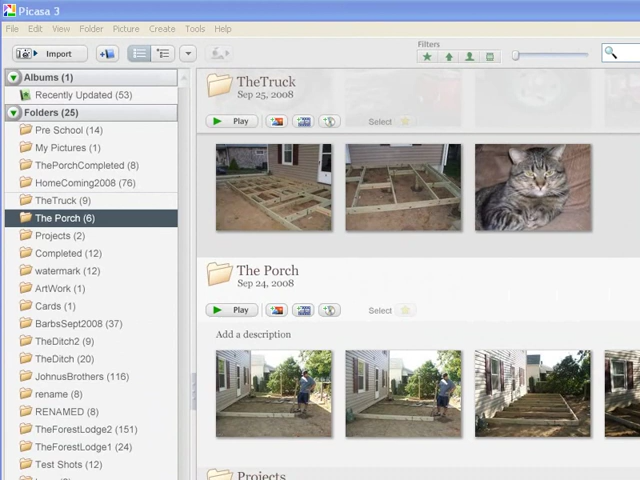 Picasa 3
File Edit View Folder Picture Create Tools Help
Import
Filters
Albums (1)
Recently Updated (53)
Folders (25)
Pre School (14)
My Pictures (1)
ThePorchCompleted (8)
HomeComing2008 (76)
TheTruck (9)
The Porch (6)
Projects (2)
Completed (12)
watermark (12)
ArtWork (1)
Cards (1)
BarbsSept2008 (37)
TheDitch2 (9)
TheDitch (20)
JohnusBrothers (116)
rename (8)
RENAMED (8)
TheForestLodge2 (151)
TheForestLodge1 (24)
Test Shots (12)
TheTruck
Sep 25, 2008
Play Select
The Porch
Sep 24, 2008
Play Select
Add a description
Projects